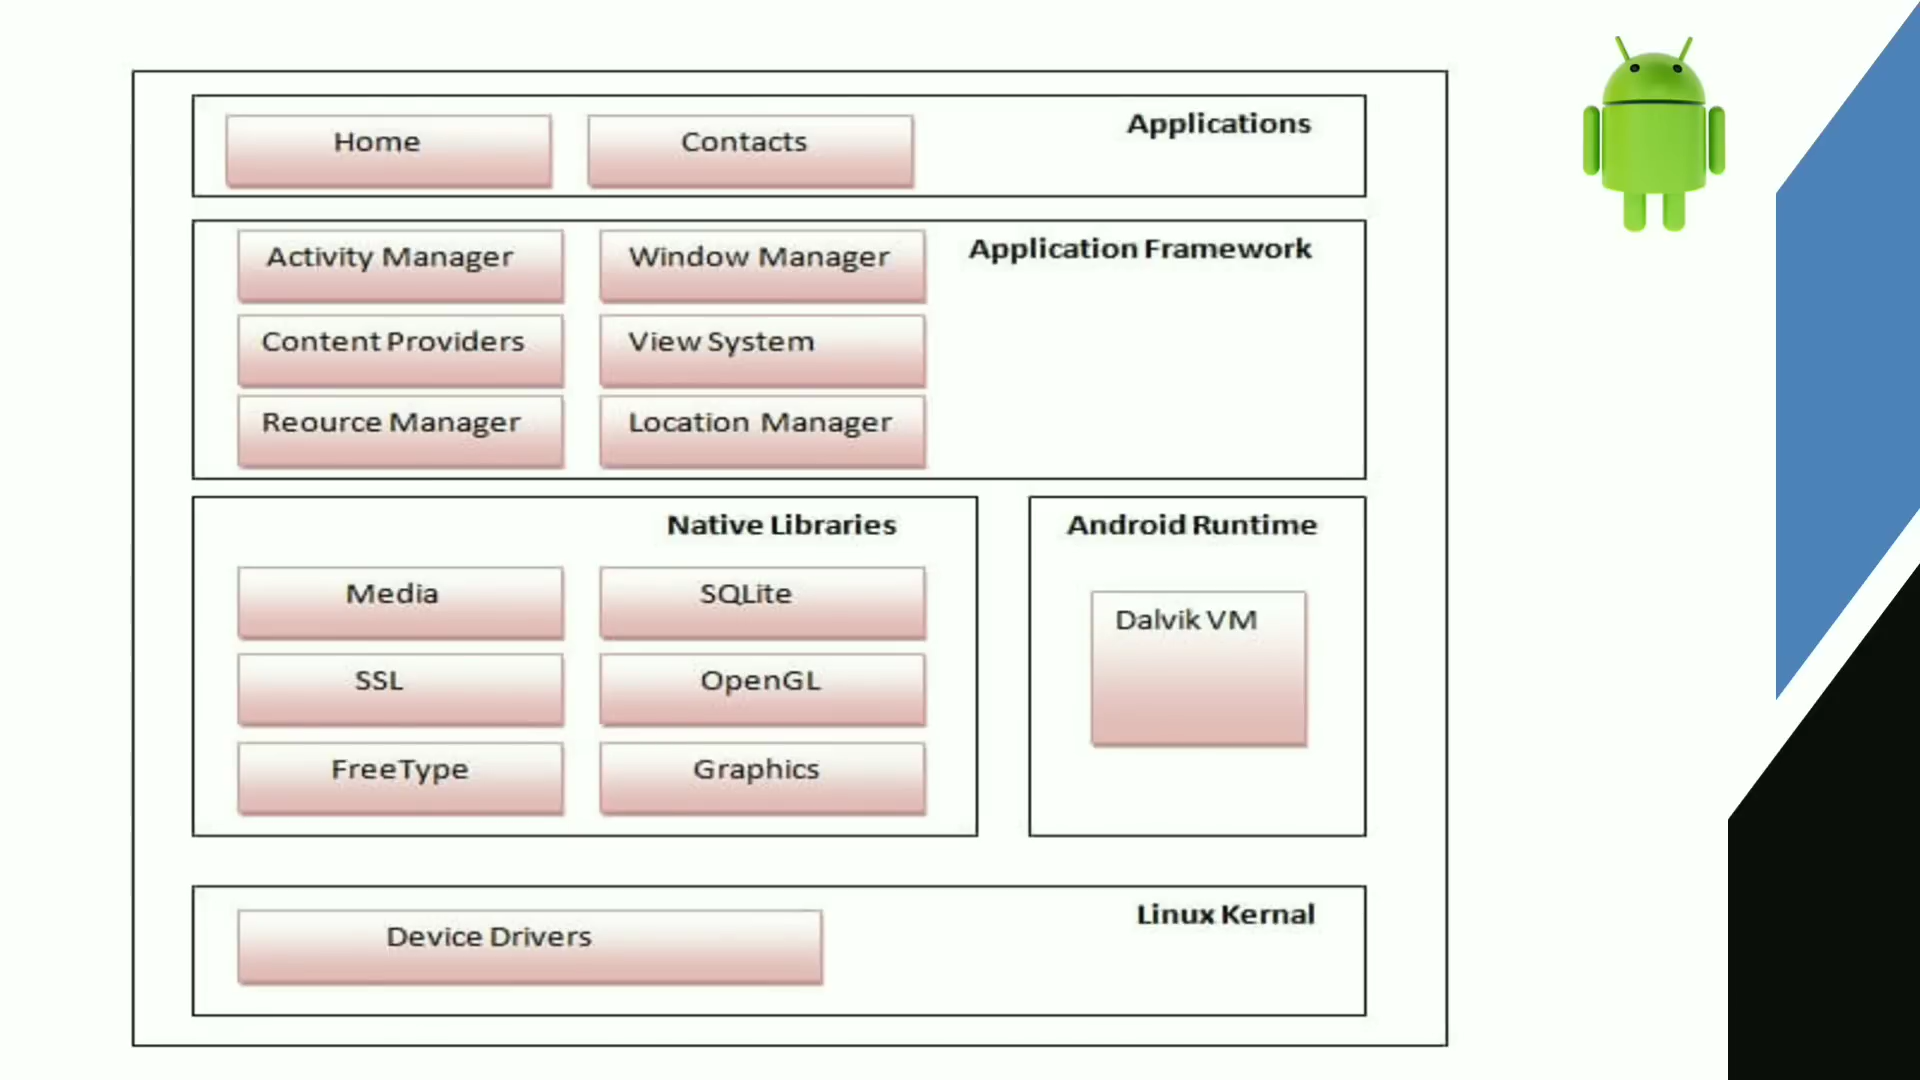 Applications
Home
Contacts
Application Framework
Activity Manager
Window Manager
Content Providers
View System
Reource Manager
Location Manager
Native Libraries
Media
SQLite
SSL
OpenGL
FreeType
Graphics
Android Runtime
Dalvik VM
Linux Kernal
Device Drivers